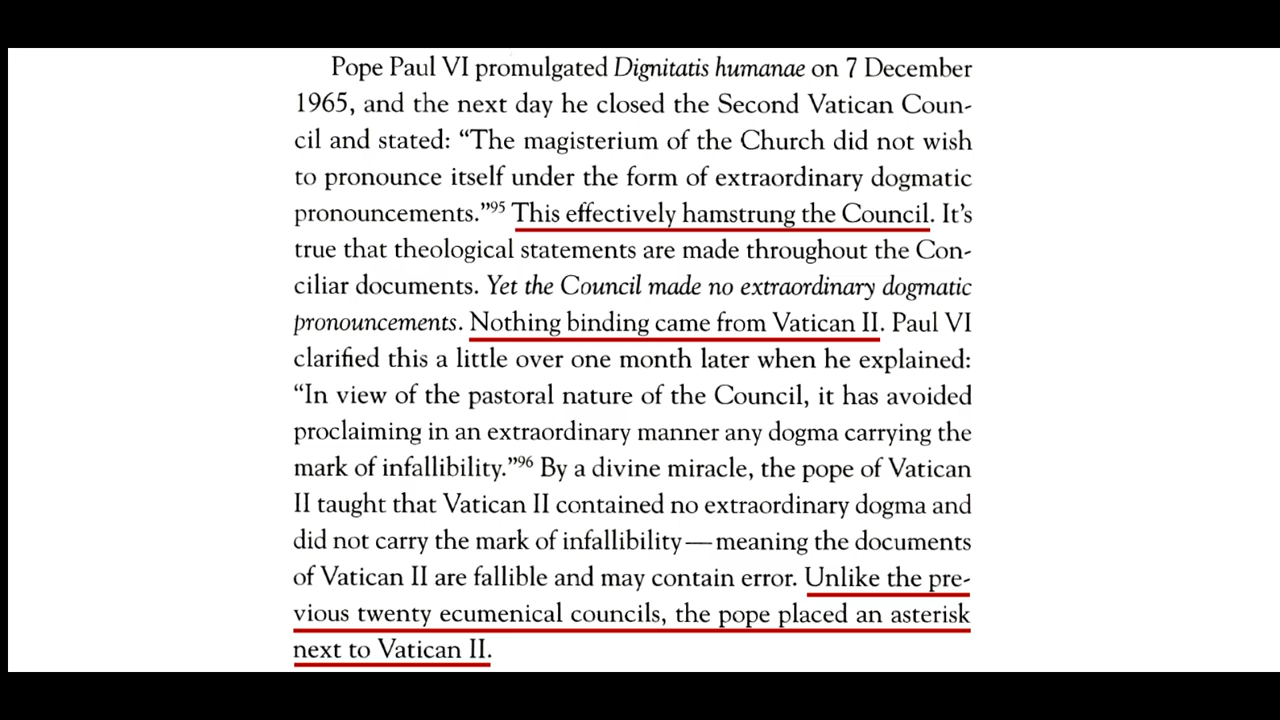 Pope Paul VI promulgated Dignitatis humanae on 7 December
1965, and the next day he closed the Second Vatican Coun-
cil and stated: “The magisterium of the Church did not wish
to pronounce itself under the form of extraordinary dogmatic
pronouncements.”95 This effectively hamstrung the Council. It’s
true that theological statements are made throughout the Con-
ciliar documents. Yet the Council made no extraordinary dogmatic
pronouncements. Nothing binding came from Vatican II. Paul VI
clarified this a little over one month later when he explained:
“In view of the pastoral nature of the Council, it has avoided
proclaiming in an extraordinary manner any dogma carrying the
mark of infallibility.”96 By a divine miracle, the pope of Vatican
II taught that Vatican II contained no extraordinary dogma and
did not carry the mark of infallibility—meaning the documents
of Vatican II are fallible and may contain error. Unlike the pre-
vious twenty ecumenical councils, the pope placed an asterisk
next to Vatican II.